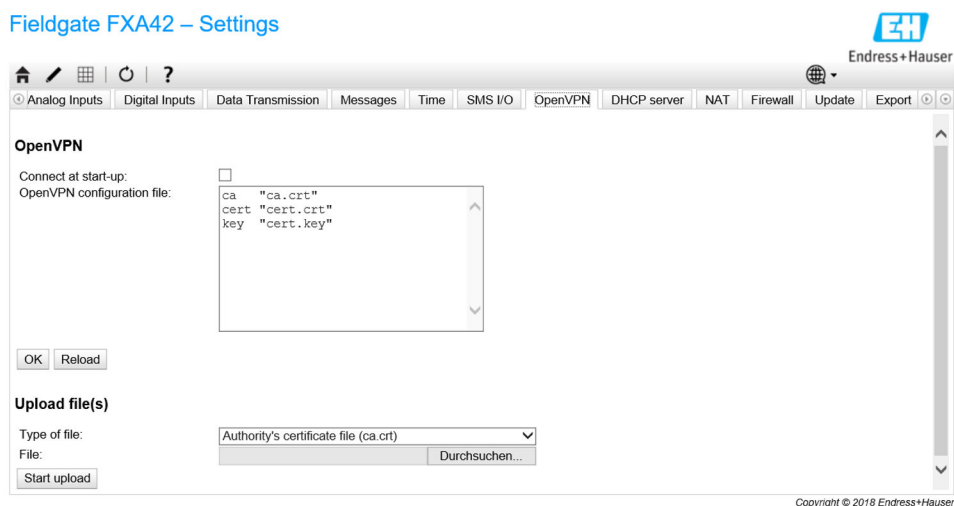 Fieldgate FXA42 – Settings
EH
Endress+Hauser
?
Analog Inputs Digital Inputs Data Transmission Messages Time SMS I/O OpenVPN DHCP server NAT Firewall Update Export
OpenVPN
Connect at start-up:
OpenVPN configuration file:
ca "ca.crt"
cert "cert.crt"
key "cert.key"
OK Reload
Upload file(s)
Type of file: Authority's certificate file (ca.crt)
File: Durchsuchen...
Start upload
Copyright © 2018 Endress+Hauser